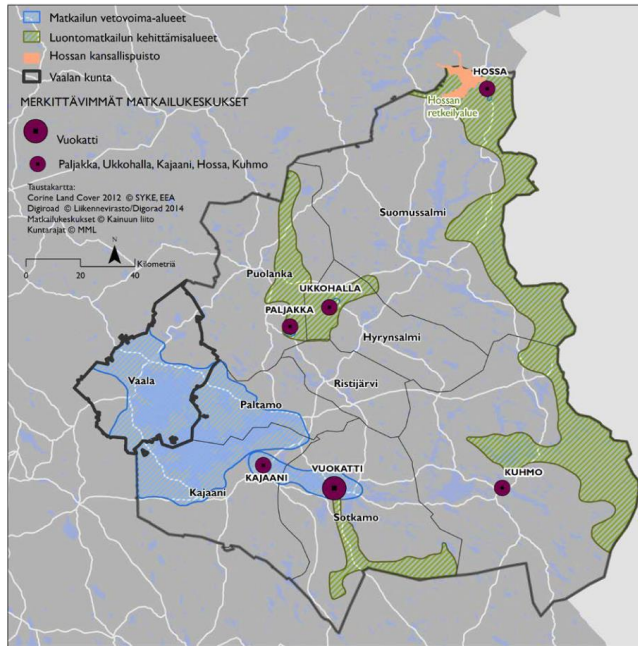 Matkailun vetovoima-alueet
Luontomatkailun kehittämisalueet
Hossan kansallispuisto
Vaalan kunta
MERKITTÄVIMMÄT MATKAILUKESKUKSET
Vuokatti
Paljakka, Ukkohalla, Kajaani, Hossa, Kuhmo
Taustakartta:
Corine Land Cover 2012 © SYKE, EEA
Digiroad © Liikennevirasto/Digorad 2014
Matkailukeskukset © Kainuun liito
Kuntarajat © MML
N
Kilometriä
0 20 40
HOSSA
Hossan
retkeilyalue
Suomussalmi
Puolanka
UKKOHALLA
PALJAKKA
Hyrynsalmi
Ristijärvi
Vaala
Paltamo
KAJAANI
VUOKATTI
KUHMO
Kajaani
Sotkamo